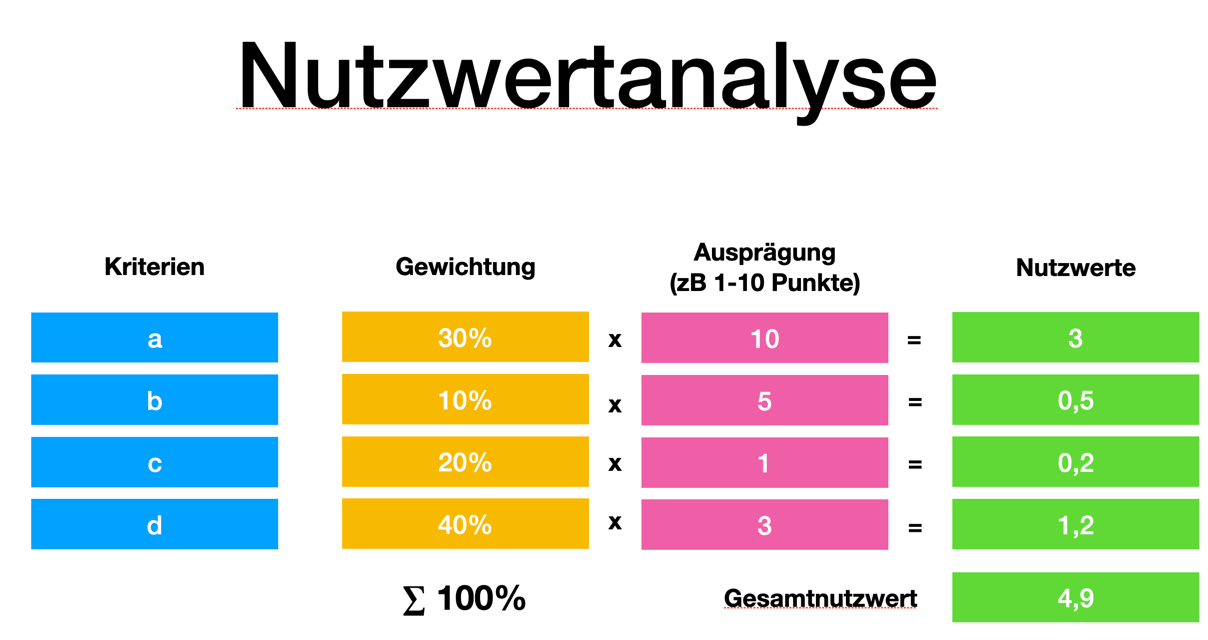 Nutzwertanalyse
Kriterien Gewichtung Ausprägung
(zB 1-10 Punkte) Nutzwerte
a 30% x 10 = 3
b 10% x 5 = 0,5
c 20% x 1 = 0,2
d 40% x 3 = 1,2
∑ 100% Gesamtnutzwert 4,9